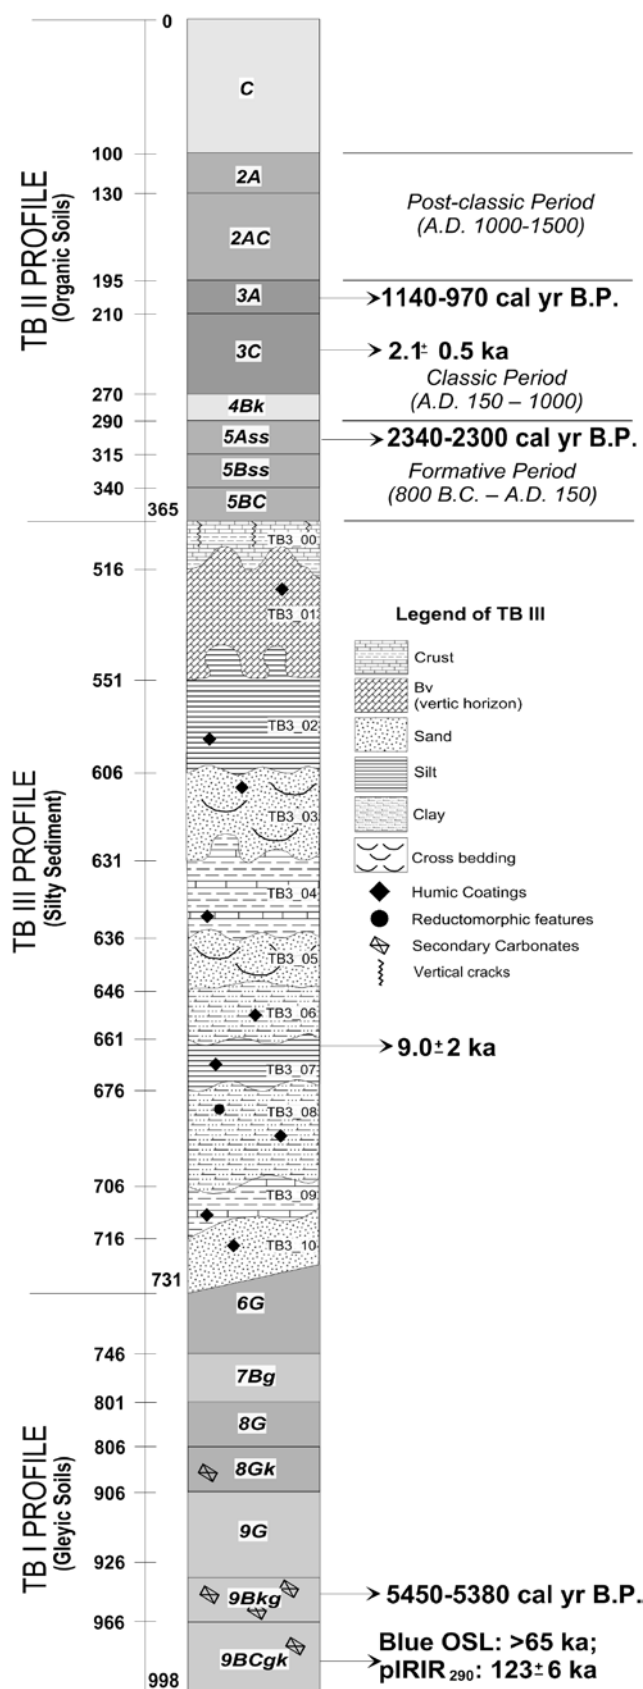 0
C
100
2A
130
2AC
195
3A
210
3C
270
4Bk
290
5Ass
315
5Bss
340
5BC
365
TB II PROFILE
(Organic Soils)
Post-classic Period
(A.D. 1000-1500)
1140-970 cal yr B.P.
2.1± 0.5 ka
Classic Period
(A.D. 150 – 1000)
2340-2300 cal yr B.P.
Formative Period
(800 B.C. – A.D. 150)
TB III PROFILE
(Silty Sediment)
TB3_00
516
TB3_01
551
TB3_02
606
TB3_03
631
TB3_04
636
TB3_05
646
TB3_06
661
9.0±2 ka
TB3_07
676
TB3_08
706
TB3_09
716
TB3_10
731
Legend of TB III
Crust
Bv
(vertic horizon)
Sand
Silt
Clay
Cross bedding
Humic Coatings
Reductomorphic features
Secondary Carbonates
Vertical cracks
TB I PROFILE
(Gleyic Soils)
6G
746
7Bg
801
8G
806
8Gk
906
9G
926
9Bkg
5450-5380 cal yr B.P.
966
9BCgk
998
Blue OSL: >65 ka;
pIRIR 290: 123±6 ka